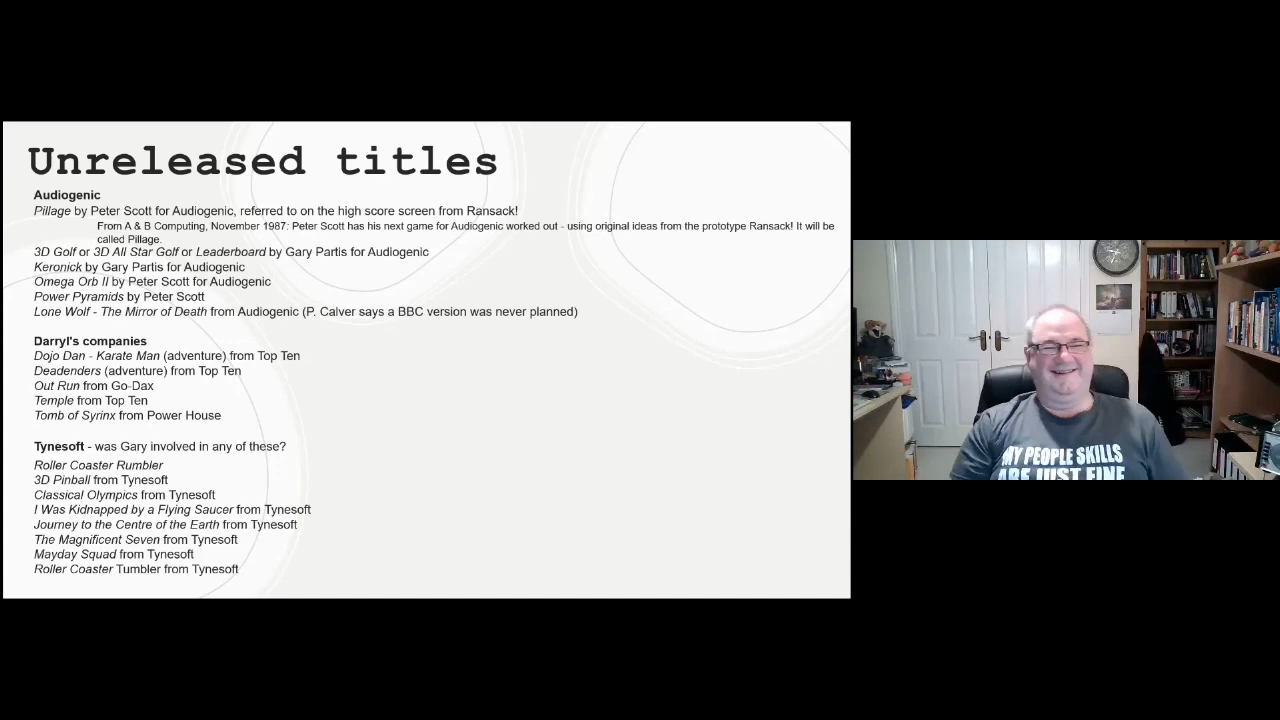 Unreleased titles
Audiogenic
Pillage by Peter Scott for Audiogenic, referred to on the high score screen from Ransack!
From A & B Computing, November 1987: Peter Scott has his next game for Audiogenic worked out - using original ideas from the prototype Ransack! It will be
called Pillage.
3D Golf or 3D All Star Golf or Leaderboard by Gary Partis for Audiogenic
Keronick by Gary Partis for Audiogenic
Omega Orb II by Peter Scott for Audiogenic
Power Pyramids by Peter Scott
Lone Wolf - The Mirror of Death from Audiogenic (P. Calver says a BBC version was never planned)
Darryl's companies
Dojo Dan - Karate Man (adventure) from Top Ten
Deadenders (adventure) from Top Ten
Out Run from Go-Dax
Temple from Top Ten
Tomb of Syrinx from Power House
Tynesoft - was Gary involved in any of these?
Roller Coaster Rumbler
3D Pinball from Tynesoft
Classical Olympics from Tynesoft
I Was Kidnapped by a Flying Saucer from Tynesoft
Journey to the Centre of the Earth from Tynesoft
The Magnificent Seven from Tynesoft
Mayday Squad from Tynesoft
Roller Coaster Tumbler from Tynesoft
MY PEOPLE SKILLS
ARE JUST FINE